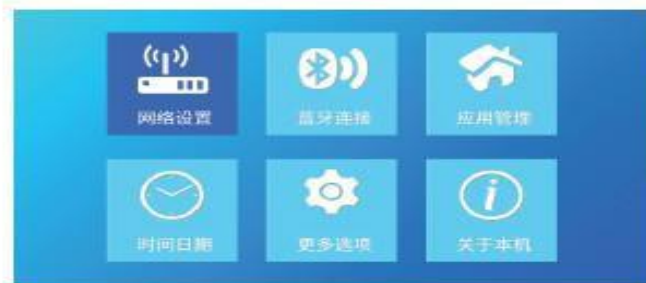 网络设置
蓝牙连接
应用管理
时间日期
更多选项
关于本机